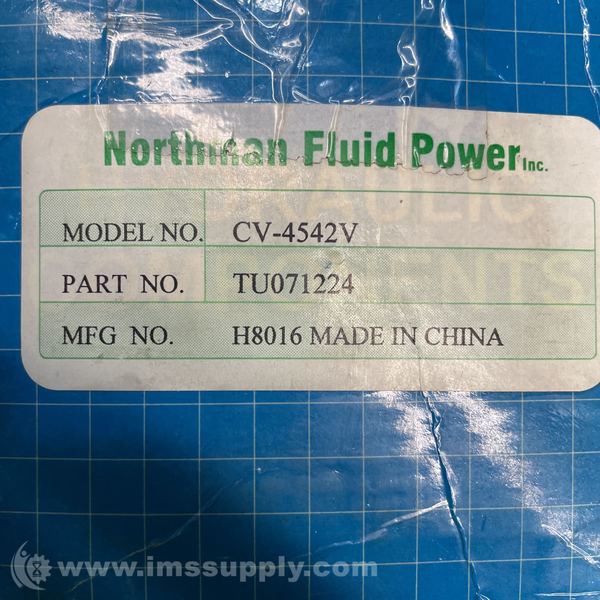 Northman Fluid Power Inc.
MODEL NO. CV-4542V
PART NO. TU071224
MFG NO. H8016 MADE IN CHINA
www.imssupply.com